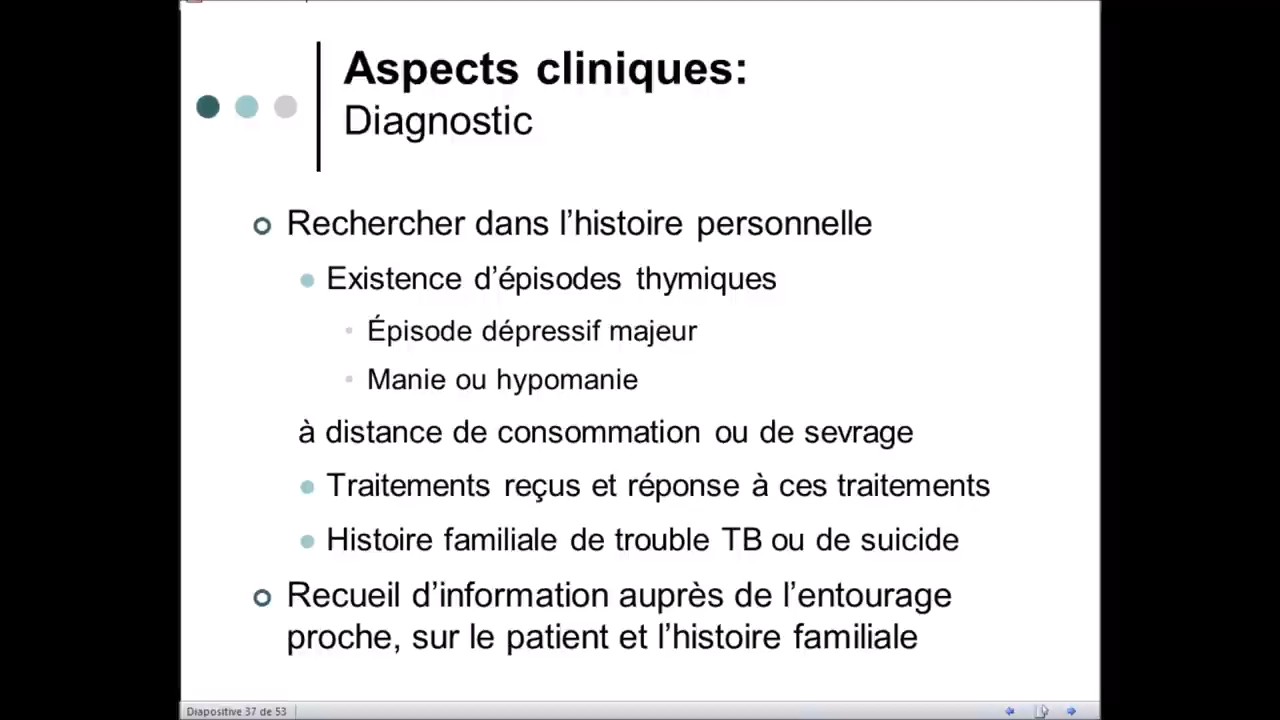 Aspects cliniques:
Diagnostic
Rechercher dans l’histoire personnelle
Existence d’épisodes thymiques
Épisode dépressif majeur
Manie ou hypomanie
à distance de consommation ou de sevrage
Traitements reçus et réponse à ces traitements
Histoire familiale de trouble TB ou de suicide
Recueil d’information auprès de l’entourage
proche, sur le patient et l’histoire familiale
Diapositive 37 de 53